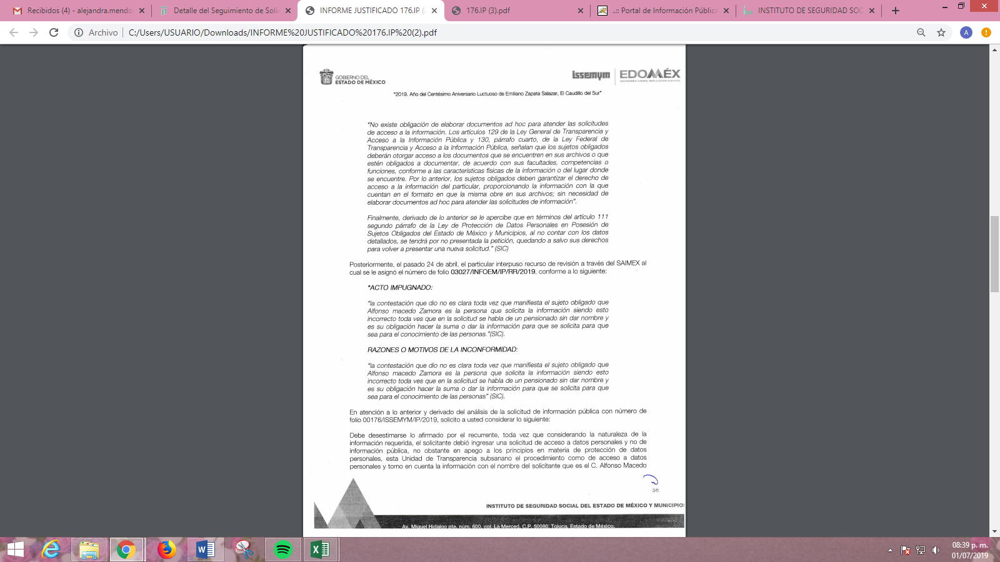 Recibidos (4) - alejandra.mendo
Detalle del Seguimiento de Solic
INFORME JUSTIFICADO 176.IP (2
176.IP (3).pdf
..:: Portal de Información Pública
INSTITUTO DE SEGURIDAD SOC
Archivo
C:/Users/USUARIO/Downloads/INFORME%20JUSTIFICADO%20176.IP%20(2).pdf
A
GOBIERNO DEL
ESTADO DE MÉXICO
issemym
EDOMÉX
"2019. Año del Centésimo Aniversario Luctuoso de Emiliano Zapata Salazar, El Caudillo del Sur"
"No existe obligación de elaborar documentos ad hoc para atender las solicitudes
de acceso a la información. Los artículos 129 de la Ley General de Transparencia y
Acceso a la Información Pública y 130, párrafo cuarto, de la Ley Federal de
Transparencia y Acceso a la Información Pública, señalan que los sujetos obligados
deberán otorgar acceso a los documentos que se encuentren en sus archivos o que
estén obligados a documentar, de acuerdo con sus facultades, competencias o
funciones, conforme a las características físicas de la información o del lugar donde
se encuentre. Por lo anterior, los sujetos obligados deben garantizar el derecho de
acceso a la información del particular, proporcionando la información con la que
cuentan en el formato en que la misma obre en sus archivos; sin necesidad de
elaborar documentos ad hoc para atender las solicitudes de información".
Finalmente, derivado de lo anterior se le apercibe que en términos del artículo 111
segundo párrafo de la Ley de Protección de Datos Personales en Posesión de
Sujetos Obligados del Estado de México y Municipios, al no contar con los datos
detallados, se tendrá por no presentada la petición, quedando a salvo sus derechos
para volver a presentar una nueva solicitud." (SIC)
Posteriormente, el pasado 24 de abril, el particular interpuso recurso de revisión a través del SAIMEX al
cual se le asignó el número de folio 03027/INFOEM/IP/RR/2019, conforme a lo siguiente:
"ACTO IMPUGNADO:
"la contestación que dio no es clara toda vez que manifiesta el sujeto obligado que
Alfonso macedo Zamora es la persona que solicita la información siendo esto
incorrecto toda ves que en la solicitud se habla de un pensionado sin dar nombre y
es su obligación hacer la suma o dar la información para que se solicita para que
sea para el conocimiento de las personas."(SIC).
RAZONES O MOTIVOS DE LA INCONFORMIDAD:
"la contestación que dio no es clara toda vez que manifiesta el sujeto obligado que
Alfonso macedo Zamora es la persona que solicita la información siendo esto
incorrecto toda ves que en la solicitud se habla de un pensionado sin dar nombre y
es su obligación hacer la suma o dar la información para que se solicita para que
sea para el conocimiento de las personas" (SIC).
En atención a lo anterior y derivado del análisis de la solicitud de información pública con número de
folio 00176/ISSEMYM/IP/2019, solicito a usted considerar lo siguiente:
Debe desestimarse lo afirmado por el recurrente, toda vez que considerando la naturaleza de la
información requerida, el solicitante debió ingresar una solicitud de acceso a datos personales y no de
información pública, no obstante en apego a los principios en materia de protección de datos
personales, esta Unidad de Transparencia subsanano el procedimiento como de acceso a datos
personales y tomo en cuenta la información con el nombre del solicitante que es el C. Alfonso Macedo
3/6
INSTITUTO DE SEGURIDAD SOCIAL DEL ESTADO DE MÉXICO Y MUNICIPIOS
Av. Miguel Hidalgo pte. núm. 600, col. La Merced, C.P. 50080, Toluca, Estado de México.
08:39 p. m.
01/07/2019